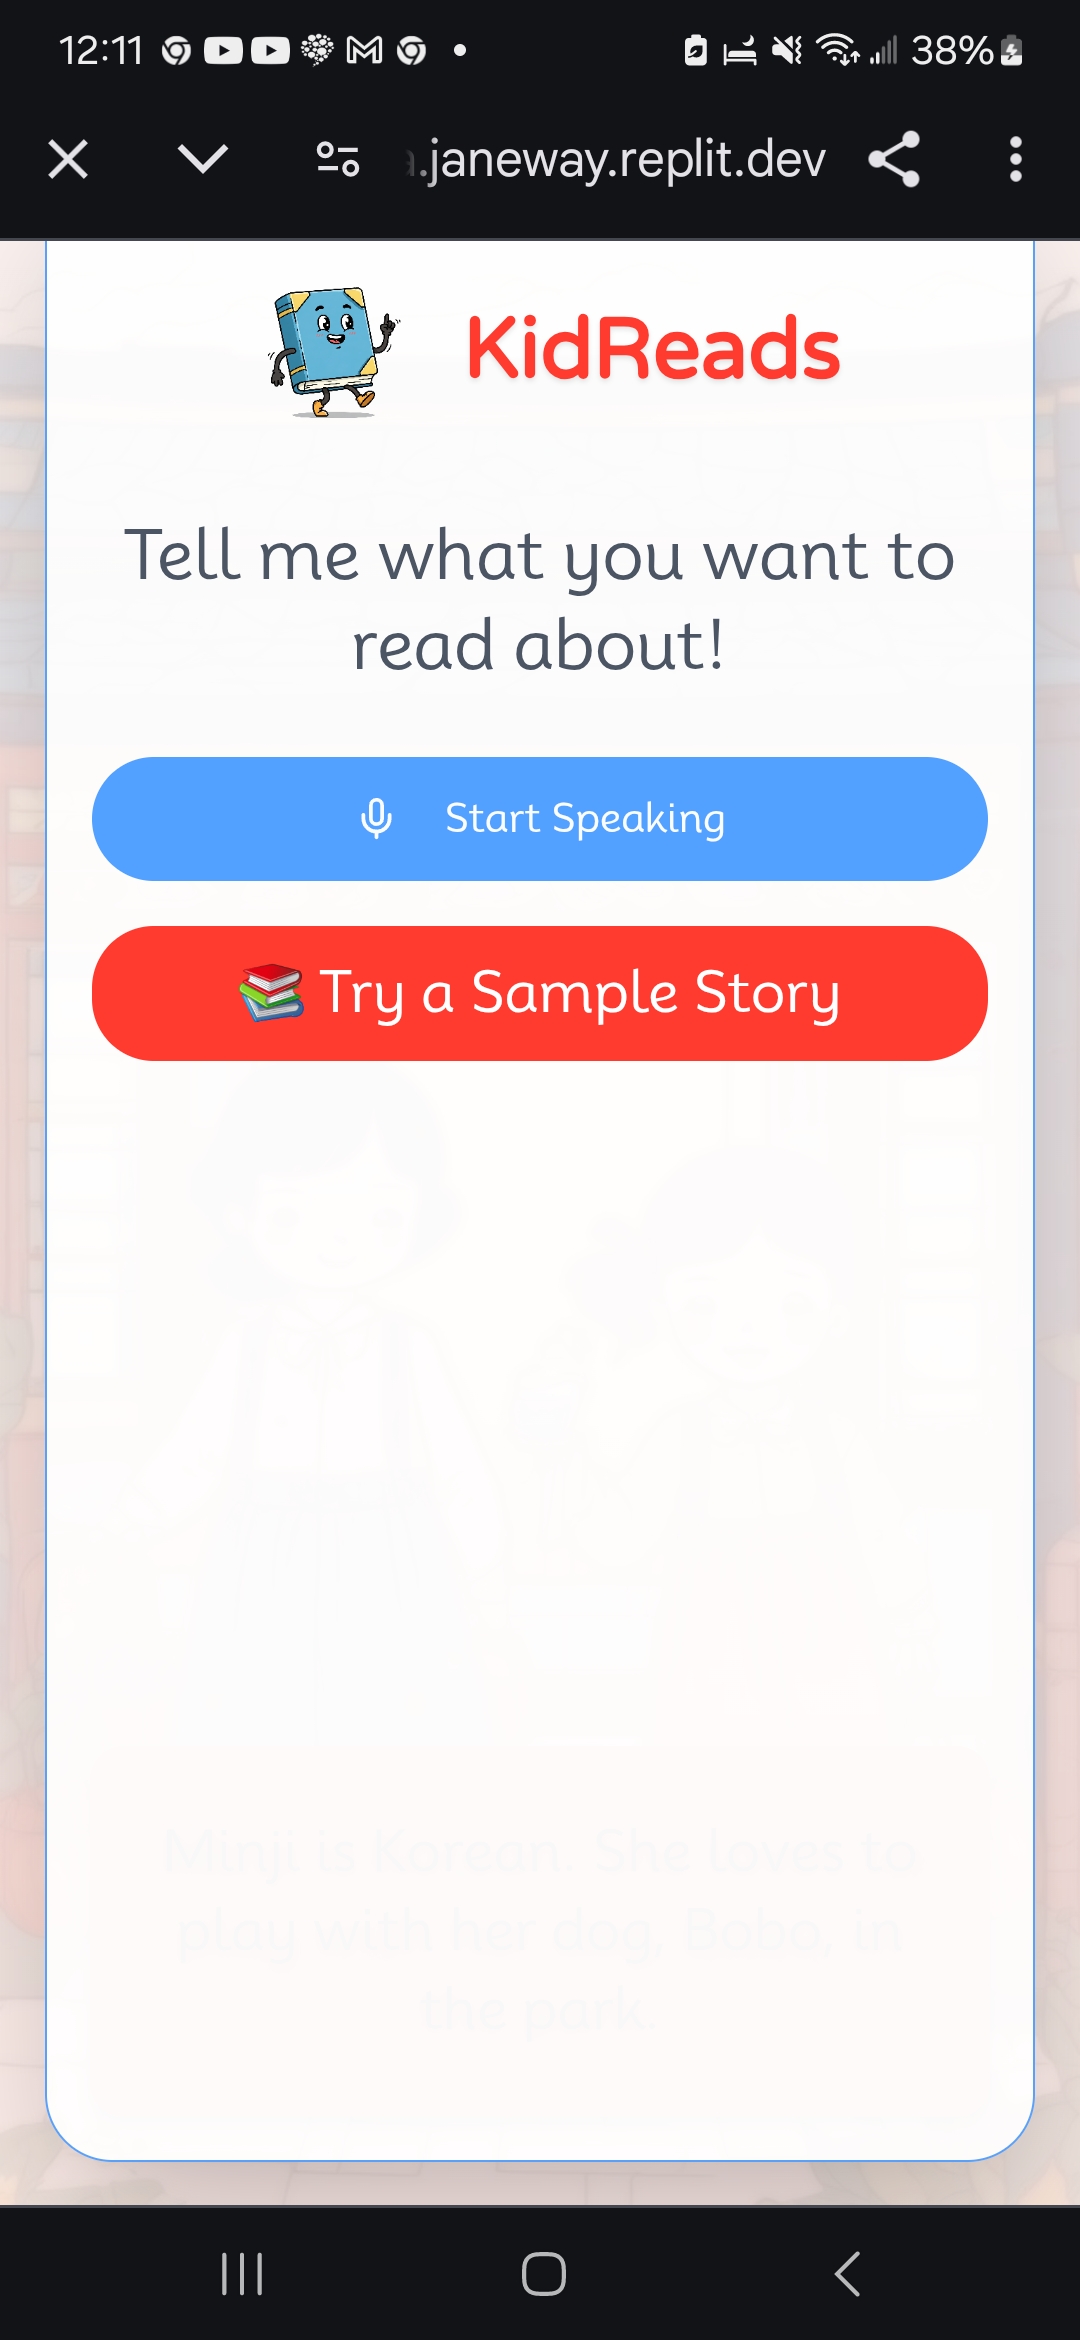 12:11
38%
.janeway.replit.dev
KidReads
Tell me what you want to
read about!
Start Speaking
Try a Sample Story
Minji is Korean. She loves to
play with her dog, Bobo, in
the park.